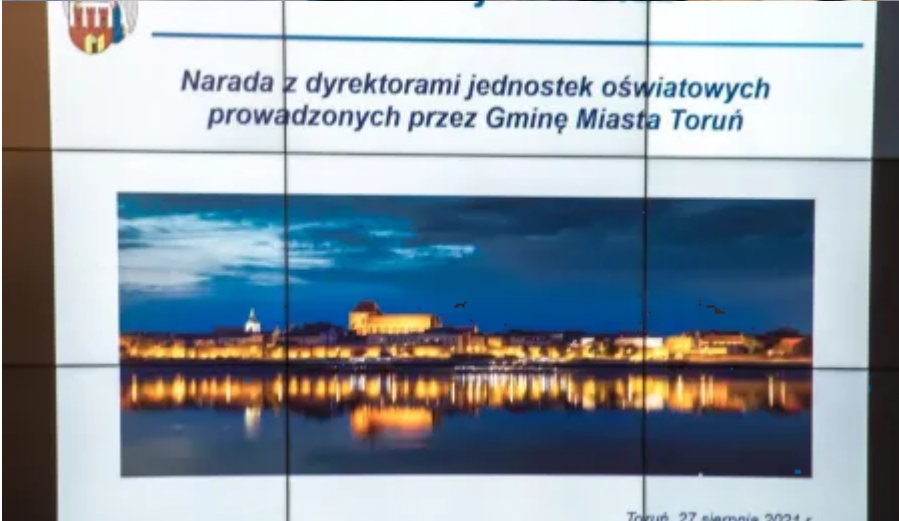 Narada z dyrektorami jednostek oświatowych
prowadzonych przez Gminę Miasta Toruń
Toruń, 27 sierpnia 2021 r.